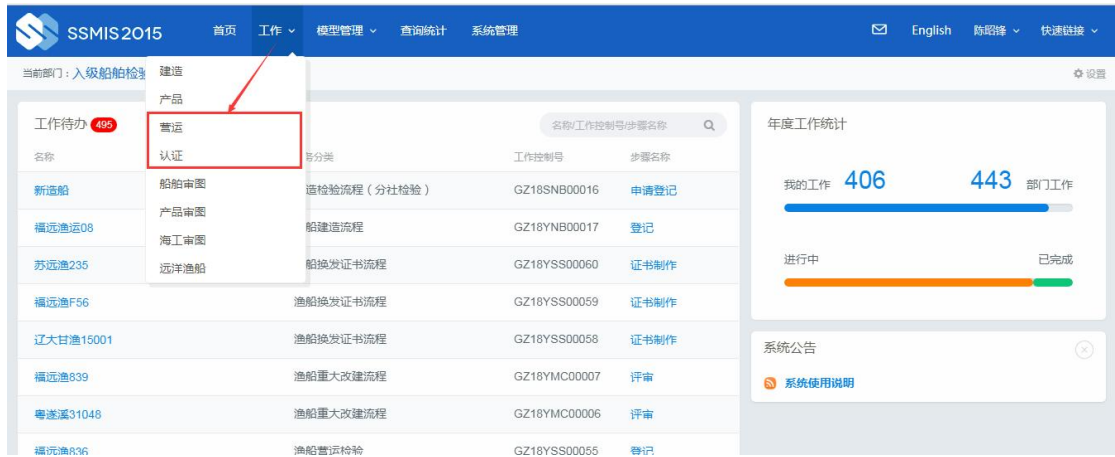 SSMIS2015 首页 工作 模型管理 查询统计 系统管理 English 陈昭锋 快速链接
当前部门：入级船舶检验 设置
建造
产品
营运
认证
船舶审图
产品审图
海工审图
远洋渔船
工作待办 495 名称/工作控制号/步骤名称
名称 务分类 工作控制号 步骤名称
新造船 造检验流程（分社检验） GZ18SNB00016 申请登记
福远渔运08 船建造流程 GZ18YNB00017 登记
苏远渔235 船换发证书流程 GZ18YSS00060 证书制作
福远渔F56 渔船换发证书流程 GZ18YSS00059 证书制作
辽大甘渔15001 渔船换发证书流程 GZ18YSS00058 证书制作
福远渔839 渔船重大改建流程 GZ18YMC00007 评审
粤遂溪31048 渔船重大改建流程 GZ18YMC00006 评审
福远渔836 渔船营运检验 GZ18YSS00055 登记
年度工作统计
我的工作 406 443 部门工作
进行中 已完成
系统公告
系统使用说明